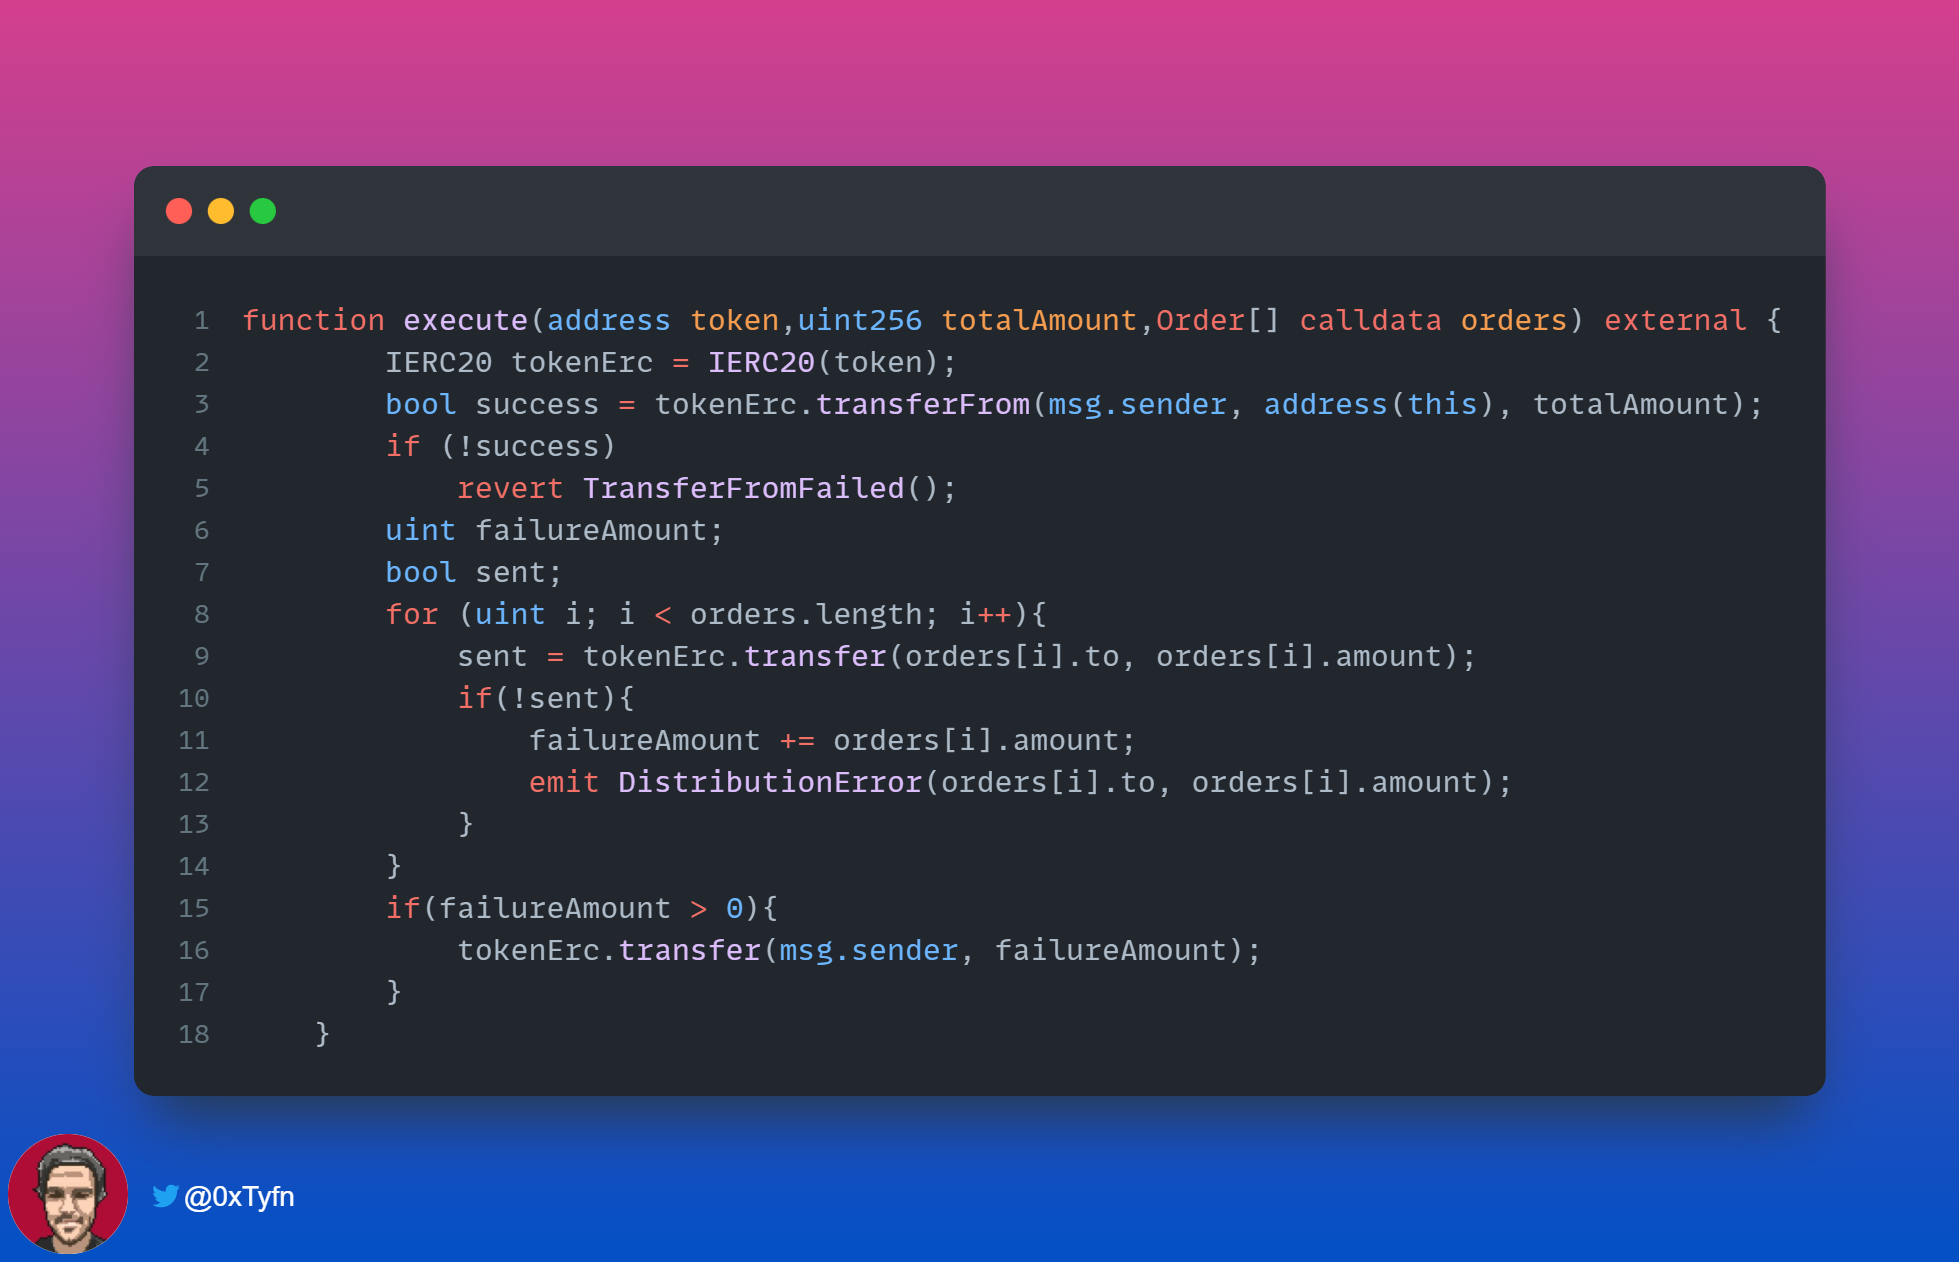 1 function execute(address token,uint256 totalAmount,Order[] calldata orders) external {
2 IERC20 tokenErc = IERC20(token);
3 bool success = tokenErc.transferFrom(msg.sender, address(this), totalAmount);
4 if (!success)
5 revert TransferFromFailed();
6 uint failureAmount;
7 bool sent;
8 for (uint i; i < orders.length; i++){
9 sent = tokenErc.transfer(orders[i].to, orders[i].amount);
10 if(!sent){
11 failureAmount += orders[i].amount;
12 emit DistributionError(orders[i].to, orders[i].amount);
13 }
14 }
15 if(failureAmount > 0){
16 tokenErc.transfer(msg.sender, failureAmount);
17 }
18 }
@0xTyfn